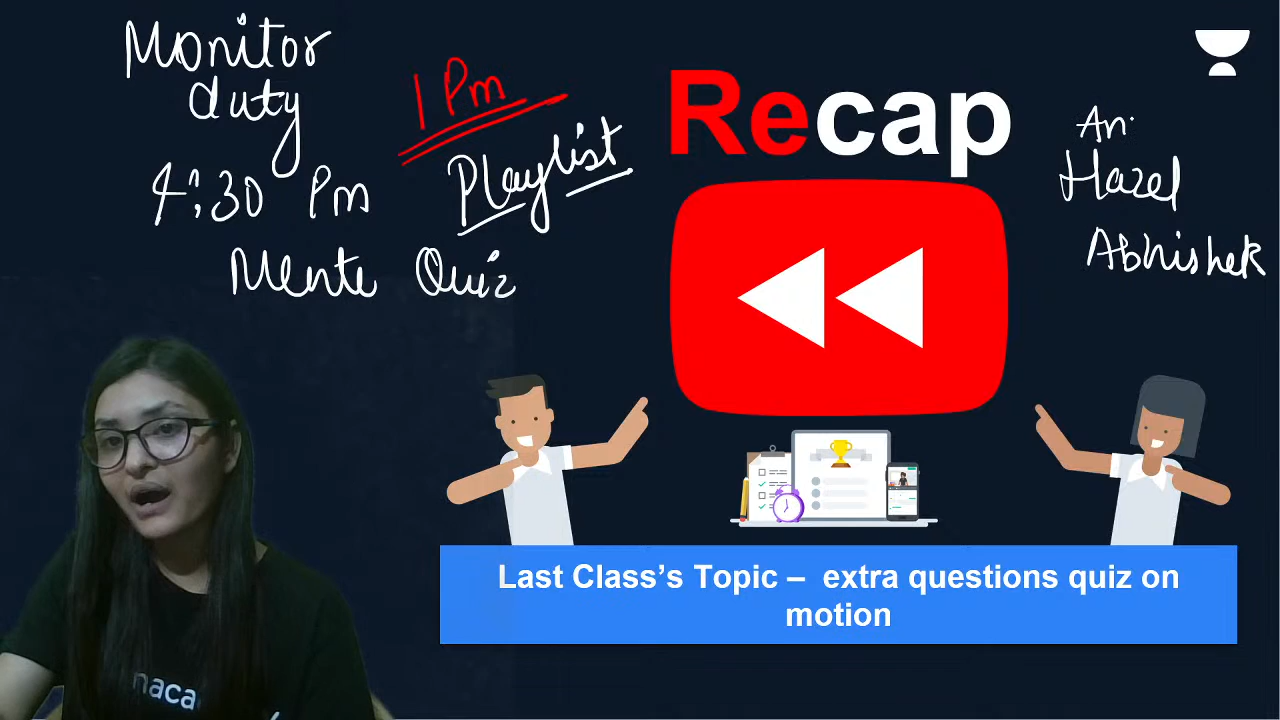 Monitor
duty
4:30 Pm
Mente Quiz
1 Pm
Playlist
Recap
An.
Hazel
Abhishek
Last Class's Topic – extra questions quiz on
motion
naca